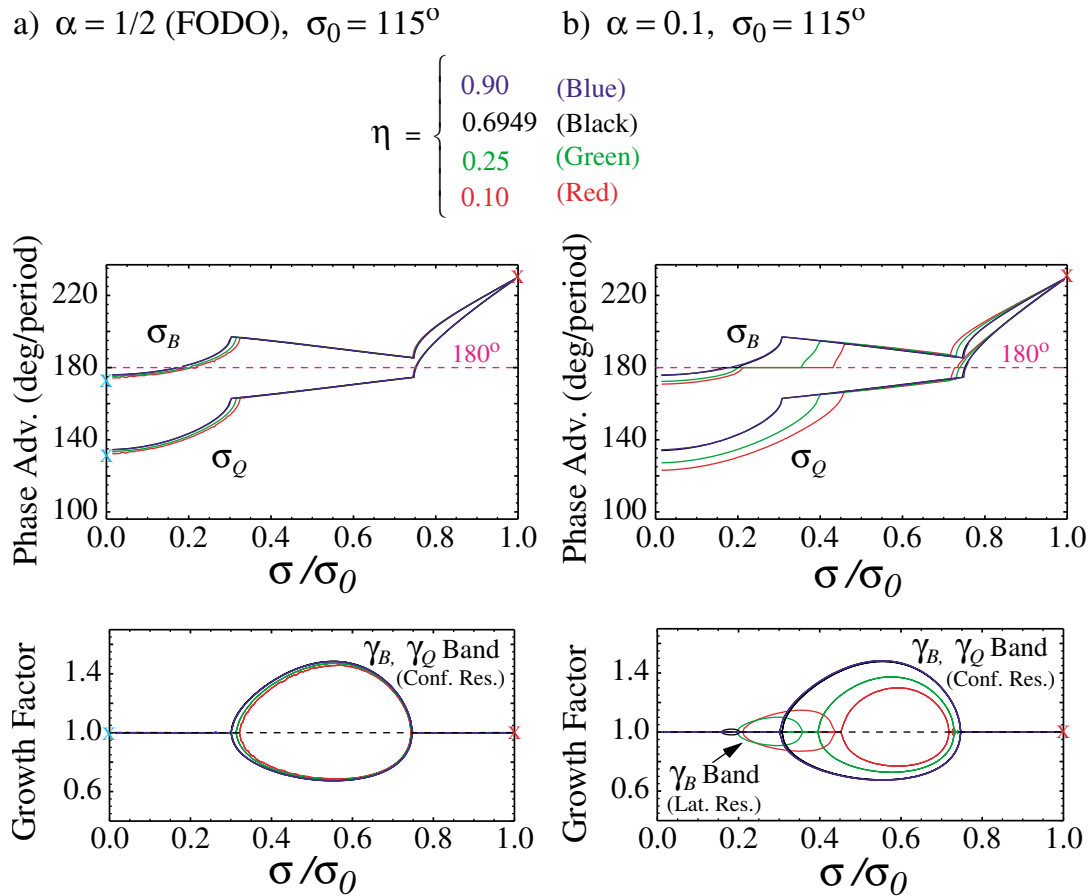 a) α = 1/2 (FODO), σ0 = 115°
b) α = 0.1, σ0 = 115°
η =
0.90 (Blue)
0.6949 (Black)
0.25 (Green)
0.10 (Red)
Phase Adv. (deg/period)
220
180
140
100
σB
σQ
180°
x
x
x
0.0 0.2 0.4 0.6 0.8 1.0
σ/σ0
Phase Adv. (deg/period)
220
180
140
100
σB
σQ
180°
x
0.0 0.2 0.4 0.6 0.8 1.0
σ/σ0
Growth Factor
1.4
1.0
0.6
γB, γQ Band
(Conf. Res.)
x
x
0.0 0.2 0.4 0.6 0.8 1.0
σ/σ0
Growth Factor
1.4
1.0
0.6
γB, γQ Band
(Conf. Res.)
γB Band
(Lat. Res.)
x
0.0 0.2 0.4 0.6 0.8 1.0
σ/σ0